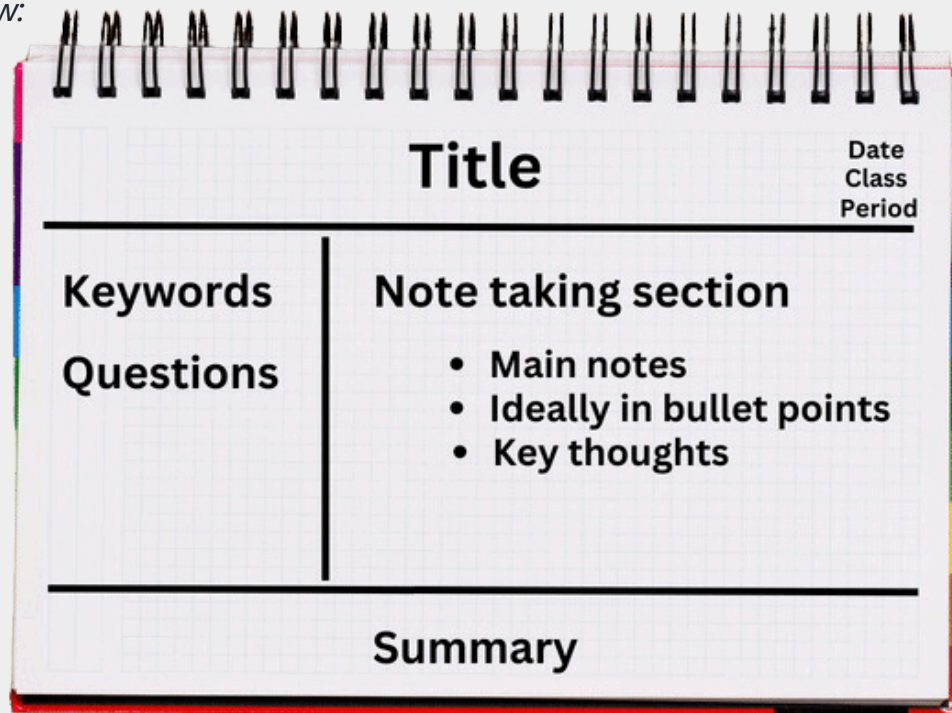 w:
Title
Date
Class
Period
Keywords
Questions
Note taking section
• Main notes
• Ideally in bullet points
• Key thoughts
Summary